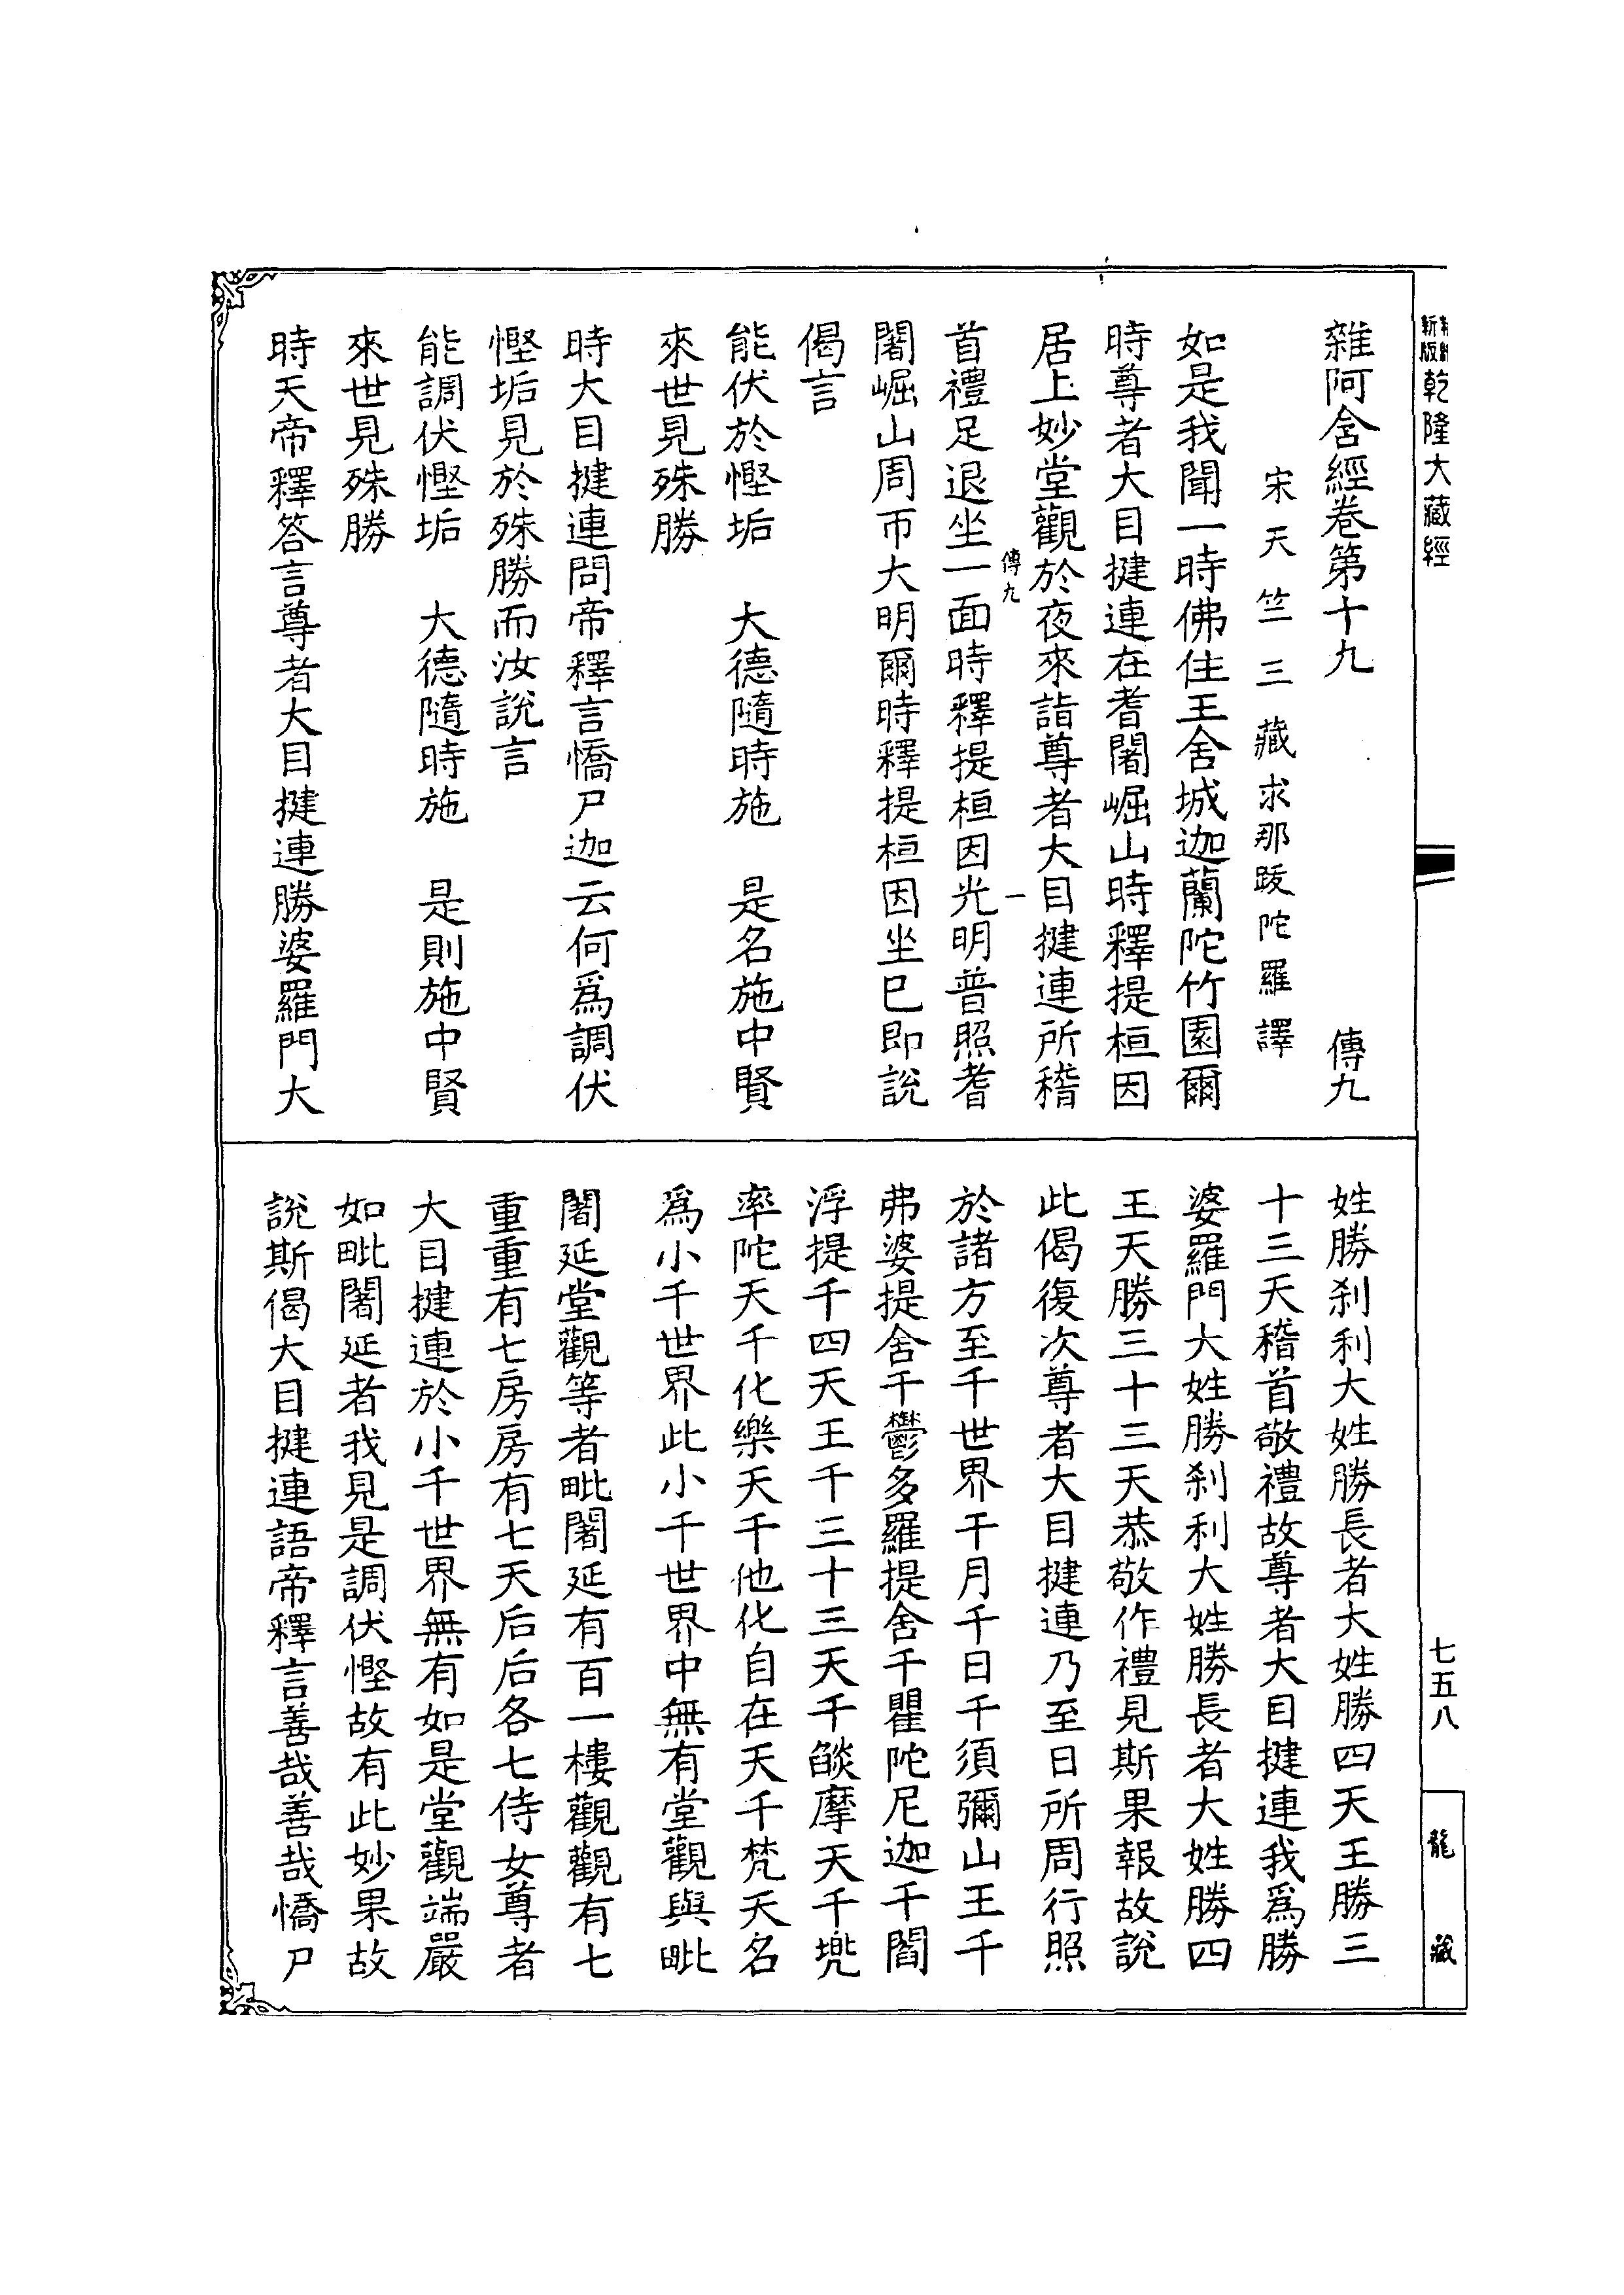 乾隆大藏經
七五八
龍藏
雜阿含經卷第十九 傳九
宋天竺三藏求那跋陀羅譯
如是我聞一時佛住王舍城迦蘭陀竹園爾
時尊者大目揵連在耆闍崛山時釋提桓因
居上妙堂觀於夜來詣尊者大目揵連所稽
傳九 一
首禮足退坐一面時釋提桓因光明普照耆
闍崛山周帀大明爾時釋提桓因坐已即說
偈言
能伏於慳垢 大德隨時施 是名施中賢
來世見殊勝
時大目揵連問帝釋言憍尸迦云何爲調伏
慳垢見於殊勝而汝說言
能調伏慳垢 大德隨時施 是則施中賢
來世見殊勝
時天帝釋答言尊者大目揵連勝婆羅門大
姓勝剎利大姓勝長者大姓勝四天王勝三
十三天稽首敬禮故尊者大目揵連我爲勝
婆羅門大姓勝剎利大姓勝長者大姓勝四
王天勝三十三天恭敬作禮見斯果報故說
此偈復次尊者大目揵連乃至日所周行照
於諸方至千世界千月千日千須彌山王千
弗婆提舍千鬱多羅提舍千瞿陀尼迦千閻
浮提千四天王千三十三天千燄摩天千兠
率陀天千化樂天千他化自在天千梵天名
爲小千世界此小千世界中無有堂觀與毗
闍延堂觀等者毗闍延有百一樓觀觀有七
重重有七房房有七天后后各七侍女尊者
大目揵連於小千世界無有如是堂觀端嚴
如毗闍延者我見是調伏慳故有此妙果故
說斯偈大目揵連語帝釋言善哉善哉憍尸